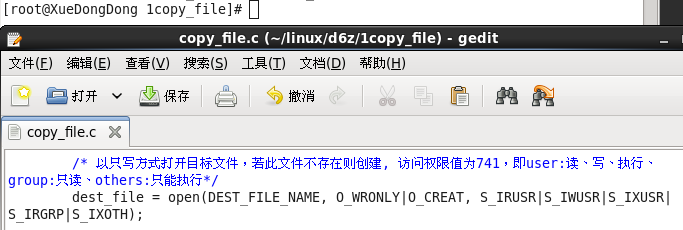 [root@XueDongDong 1copy_file]#
copy_file.c (~/linux/d6z/1copy_file) - gedit
文件(F) 编辑(E) 查看(V) 搜索(S) 工具(T) 文档(D) 帮助(H)
打开 保存 撤消
copy_file.c
/* 以只写方式打开目标文件，若此文件不存在则创建, 访问权限值为741，即user:读、写、执行、
group:只读、others:只能执行*/
dest_file = open(DEST_FILE_NAME, O_WRONLY|O_CREAT, S_IRUSR|S_IWUSR|S_IXUSR|
S_IRGRP|S_IXOTH);